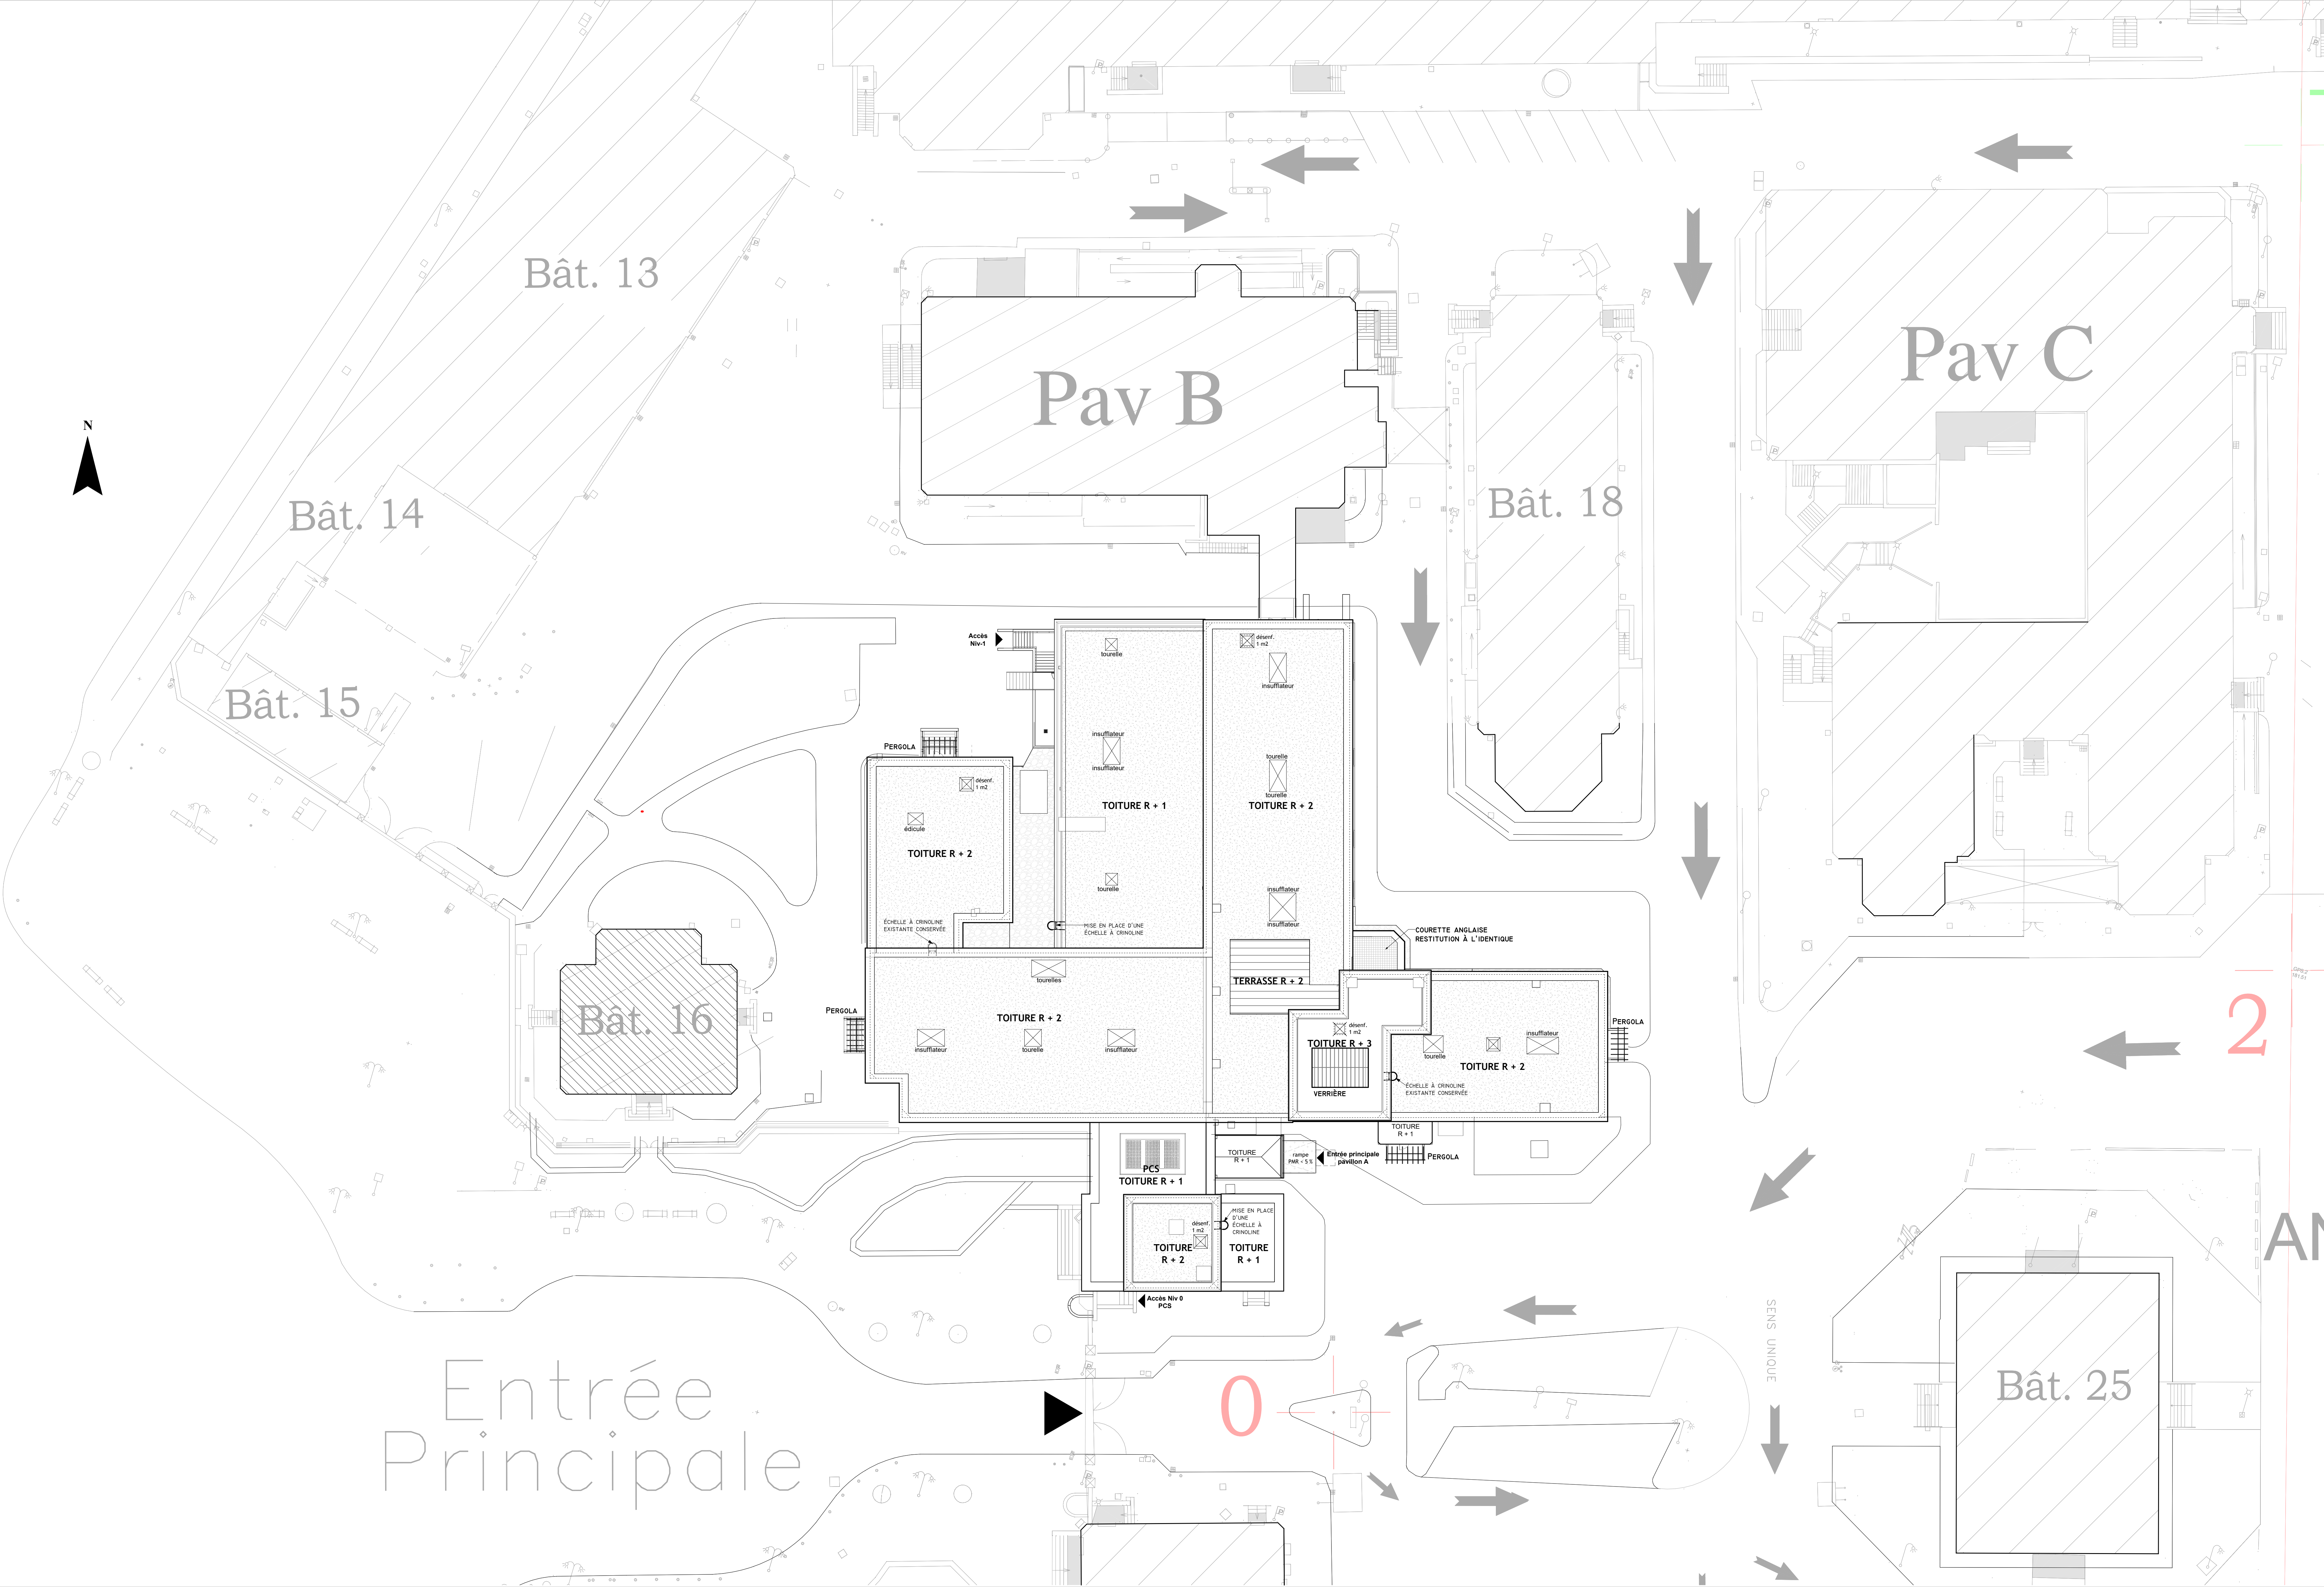 Bât. 13
Pav B
Pav C
N
Bât. 14
Bât. 18
Bât. 15
Accès
Niv-1
tourelle
désenf.
1 m2
insufflateur
insufflateur
insufflateur
PERGOLA
tourelle
tourelle
désenf.
1 m2
TOITURE R + 1
TOITURE R + 2
édicule
TOITURE R + 2
tourelle
insufflateur
insufflateur
ÉCHELLE À CRINOLINE
EXISTANTE CONSERVÉE
MISE EN PLACE D'UNE
ÉCHELLE À CRINOLINE
COURETTE ANGLAISE
RESTITUTION À L'IDENTIQUE
tourelles
TERRASSE R + 2
Bât. 16
PERGOLA
TOITURE R + 2
insufflateur
tourelle
insufflateur
désenf.
1 m2
TOITURE R + 3
VERRIÈRE
tourelle
insufflateur
TOITURE R + 2
ÉCHELLE À CRINOLINE
EXISTANTE CONSERVÉE
PERGOLA
2
TOITURE
R + 1
PERGOLA
TOITURE
R + 1
rampe
PMR < 5 %
Entrée principale
pavillon A
PCS
TOITURE R + 1
MISE EN PLACE
D'UNE
ÉCHELLE À
CRINOLINE
désenf.
1 m2
TOITURE
R + 2
TOITURE
R + 1
Accès Niv 0
PCS
AN
SENS UNIQUE
Entrée
Principale
0
Bât. 25